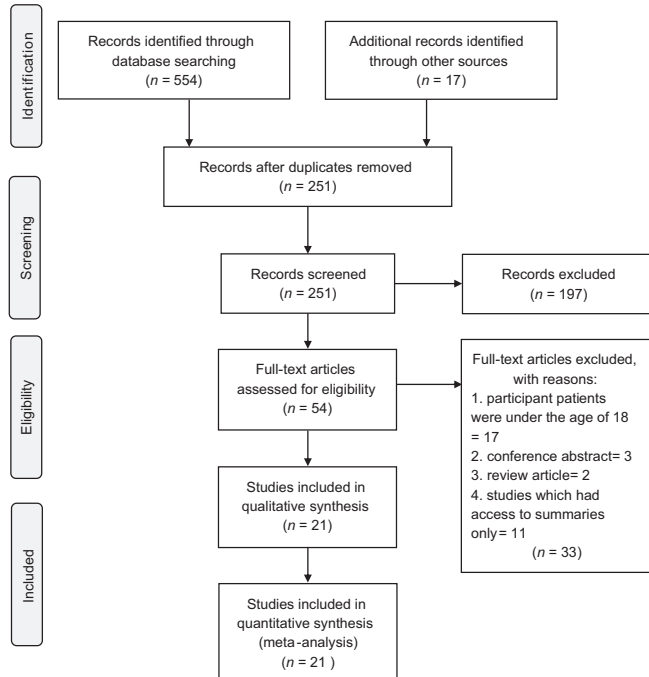 Identification
Records identified through
database searching
(n = 554)
Additional records identified
through other sources
(n = 17)
Records after duplicates removed
(n = 251)
Screening
Records screened
(n = 251)
Records excluded
(n = 197)
Eligibility
Full-text articles
assessed for eligibility
(n = 54)
Full-text articles excluded,
with reasons:
1. participant patients
were under the age of 18
= 17
2. conference abstract= 3
3. review article= 2
4. studies which had
access to summaries
only= 11
(n = 33)
Studies included in
qualitative synthesis
(n = 21)
Included
Studies included in
quantitative synthesis
(meta-analysis)
(n = 21 )